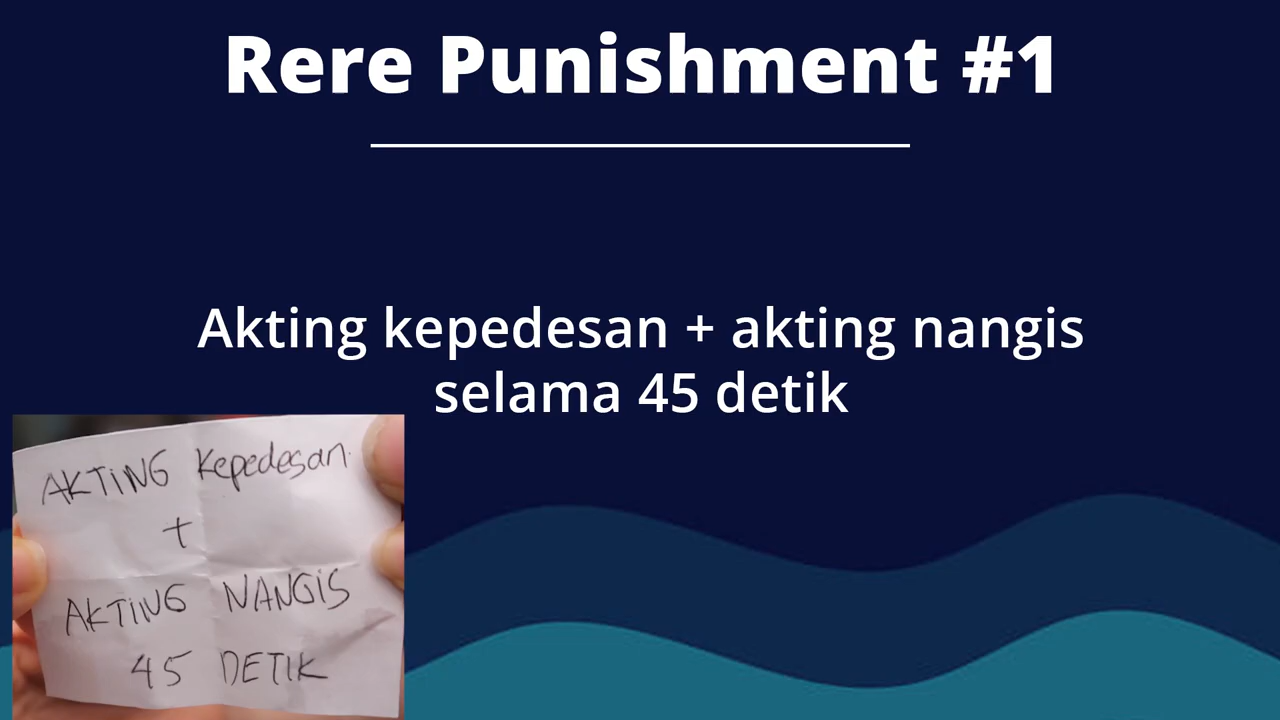 Rere Punishment #1
Akting kepedesan + akting nangis
selama 45 detik
AKTiNG Kepedesan
+
AKTiNG NANGiS
45 DETIK